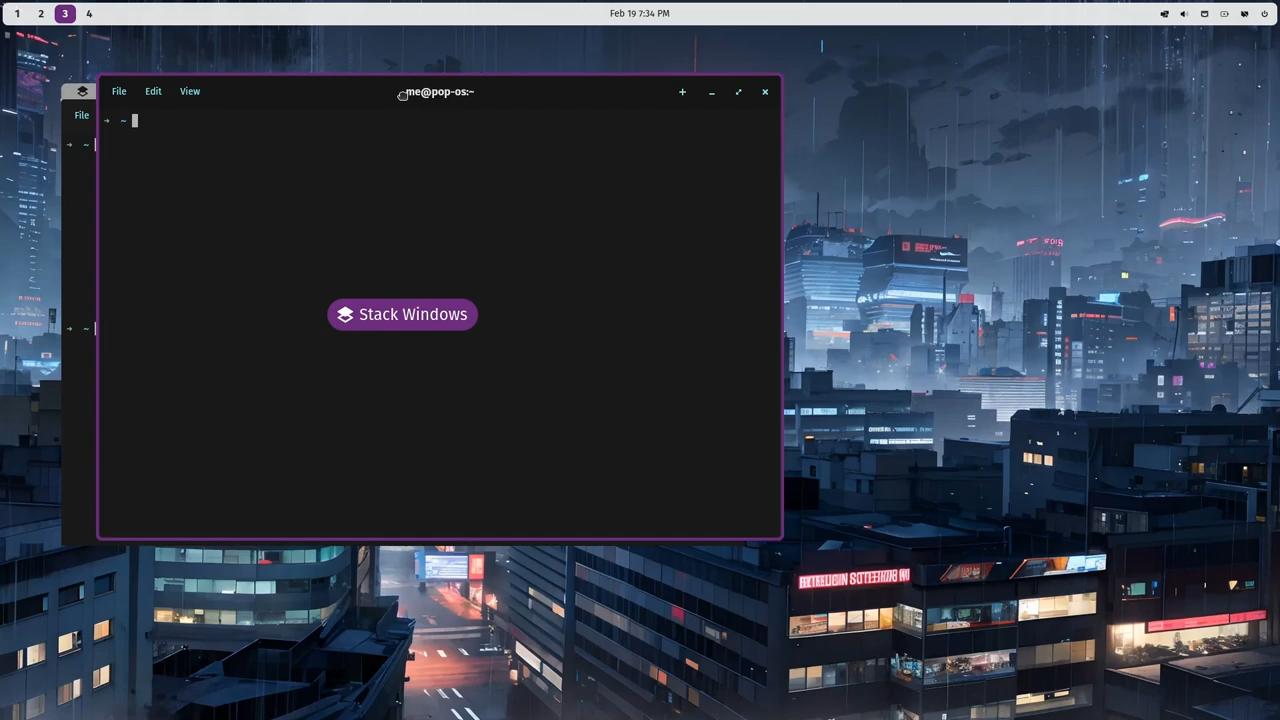 1 2 3 4 Feb 19 7:34 PM
File Edit View me@pop-os:~
File
➜ ~
➜ ~
➜ ~
Stack Windows